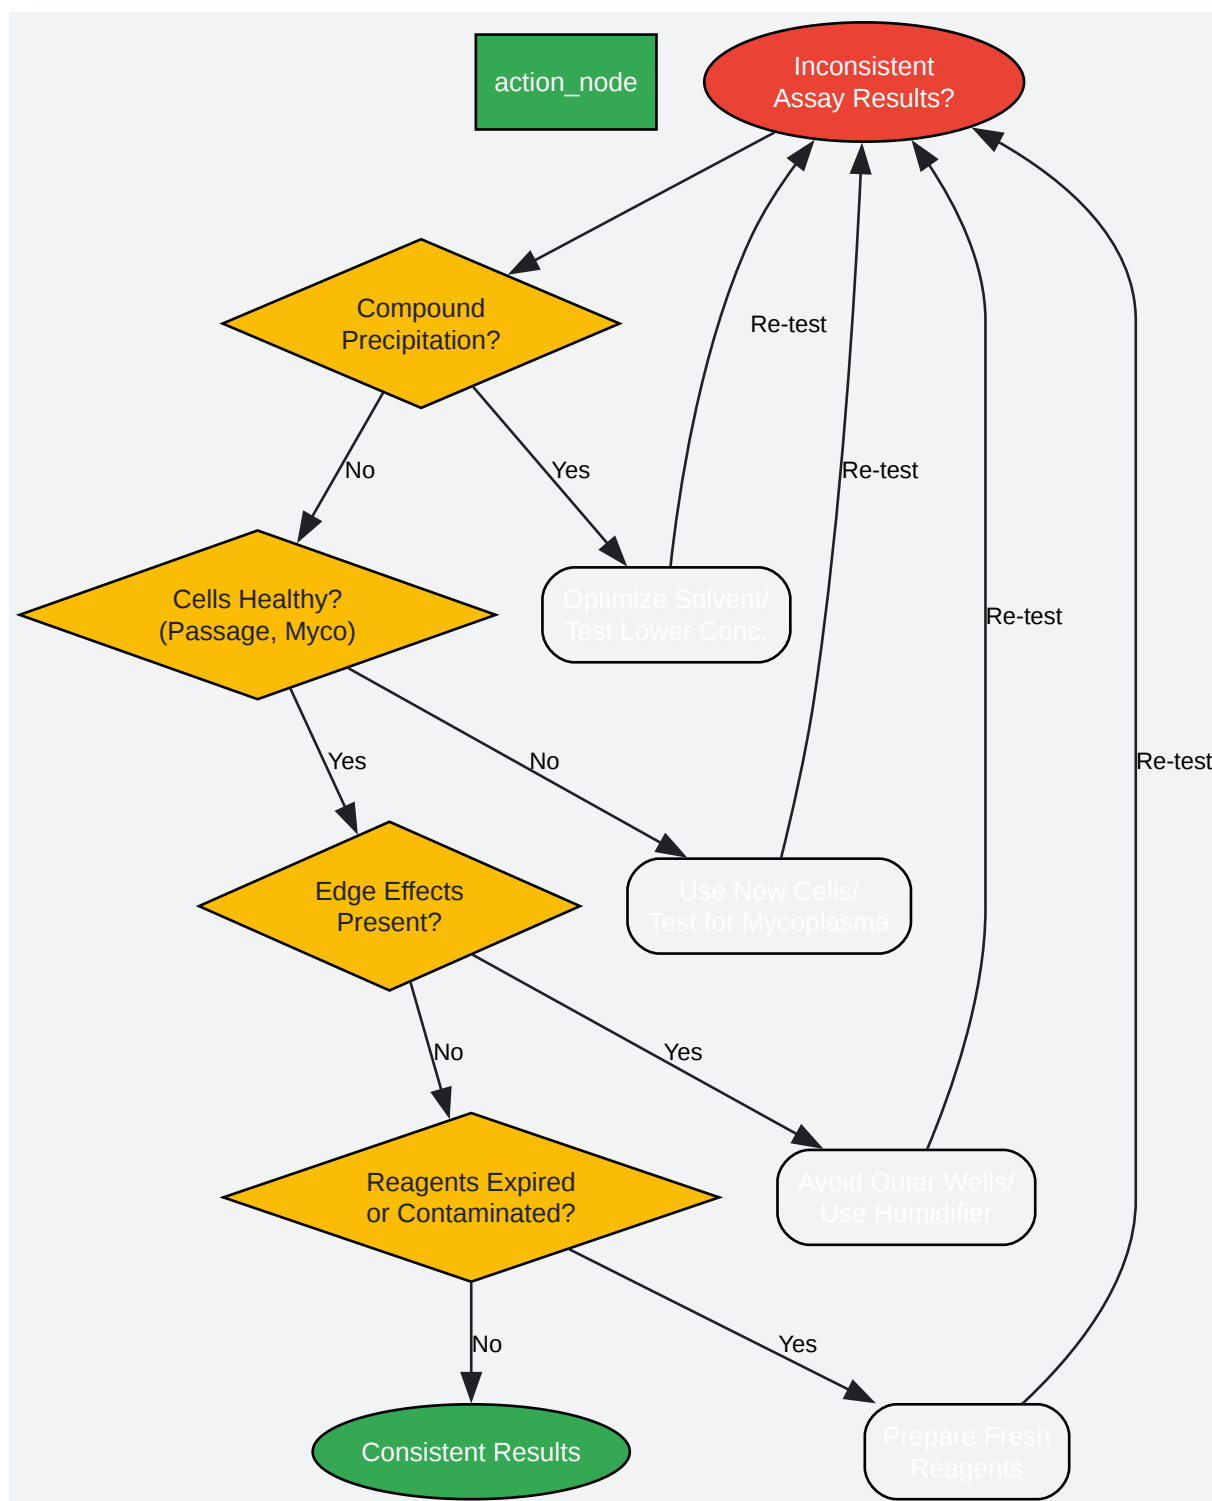 action_node
Inconsistent
Assay Results?
Compound
Precipitation?
Re-test
No
Yes
Re-test
Cells Healthy?
(Passage, Myco)
Optimize Solvent/
Test Lower Conc.
Re-test
Yes
No
Re-test
Edge Effects
Present?
Use New Cells/
Test for Mycoplasma
No
Yes
Reagents Expired
or Contaminated?
Avoid Outer Wells/
Use Humidifier
No
Yes
Consistent Results
Prepare Fresh
Reagents